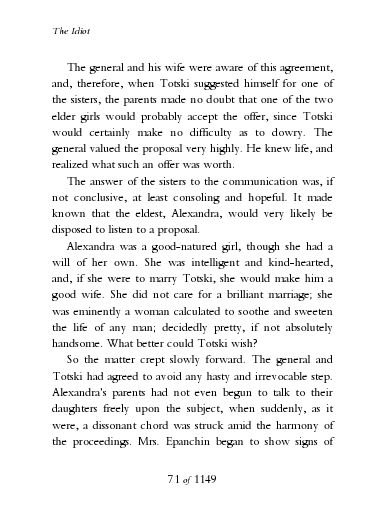 The Idiot
The general and his wife were aware of this agreement,
and, therefore, when Totski suggested himself for one of
the sisters, the parents made no doubt that one of the two
elder girls would probably accept the offer, since Totski
would certainly make no difficulty as to dowry. The
general valued the proposal very highly. He knew life, and
realized what such an offer was worth.
The answer of the sisters to the communication was, if
not conclusive, at least consoling and hopeful. It made
known that the eldest, Alexandra, would very likely be
disposed to listen to a proposal.
Alexandra was a good-natured girl, though she had a
will of her own. She was intelligent and kind-hearted,
and, if she were to marry Totski, she would make him a
good wife. She did not care for a brilliant marriage; she
was eminently a woman calculated to soothe and sweeten
the life of any man; decidedly pretty, if not absolutely
handsome. What better could Totski wish?
So the matter crept slowly forward. The general and
Totski had agreed to avoid any hasty and irrevocable step.
Alexandra's parents had not even begun to talk to their
daughters freely upon the subject, when suddenly, as it
were, a dissonant chord was struck amid the harmony of
the proceedings. Mrs. Epanchin began to show signs of
71 of 1149